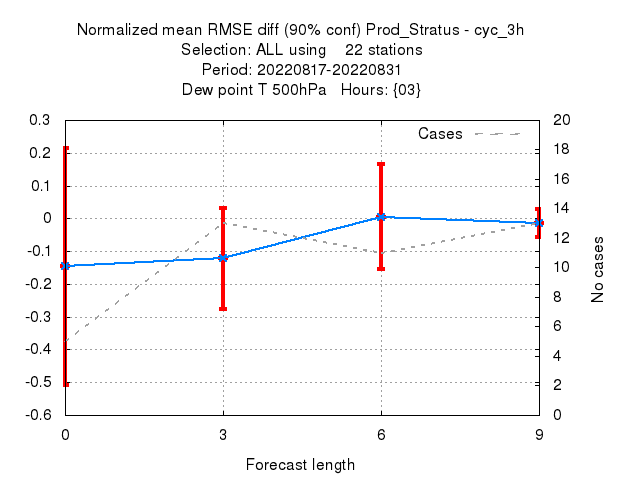 Normalized mean RMSE diff (90% conf) Prod_Stratus - cyc_3h
Selection: ALL using    22 stations
Period: 20220817-20220831
Dew point T 500hPa   Hours: {03}
Cases
0.3
0.2
0.1
0
-0.1
-0.2
-0.3
-0.4
-0.5
-0.6
20
18
16
14
12
10
8
6
4
2
0
No cases
0 3 6 9
Forecast length